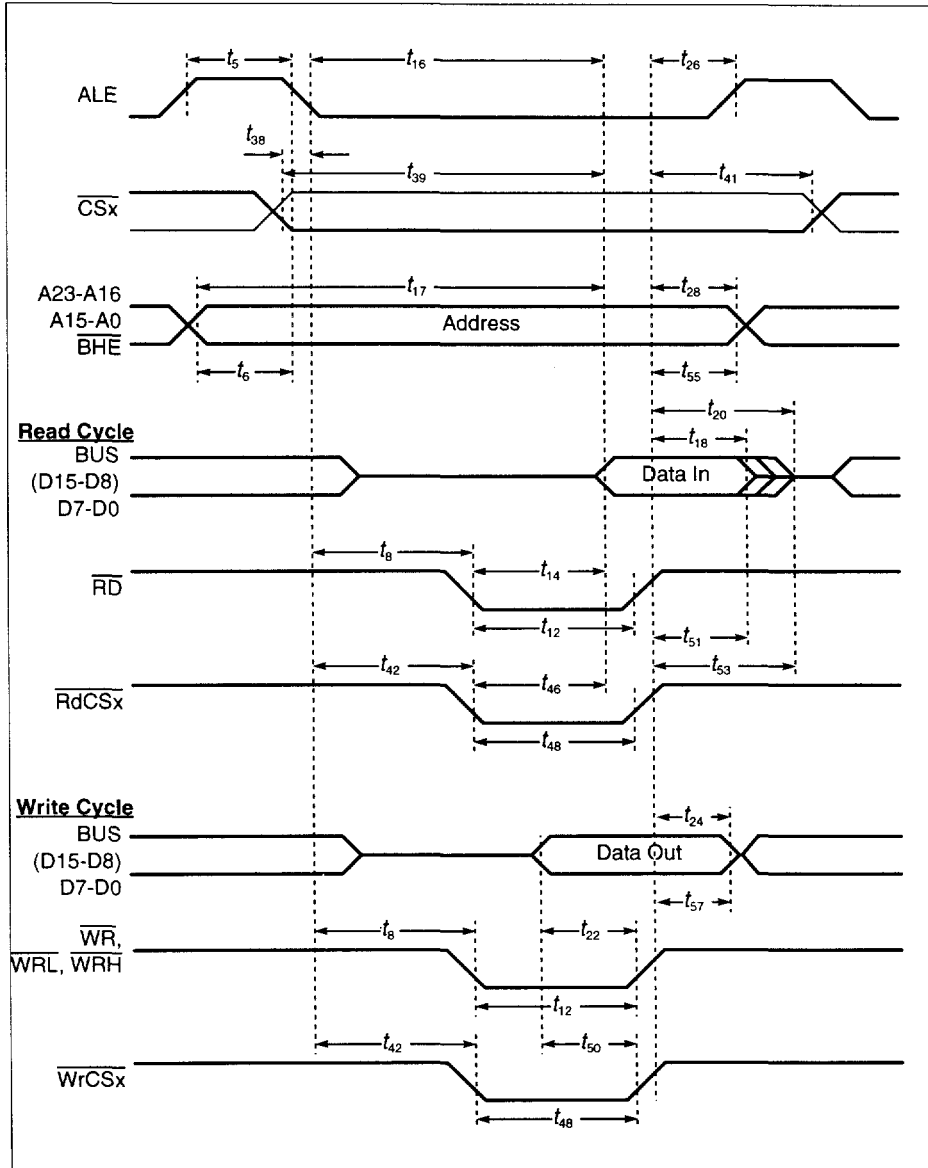 t5
t16
t26
ALE
t38
t39
t41
CSx
t17
t28
A23-A16
A15-A0
BHE
Address
t6
t55
t20
Read Cycle
t18
BUS
(D15-D8)
D7-D0
Data In
t8
t14
RD
t12
t51
t53
t42
t46
RdCSx
t48
Write Cycle
t24
BUS
(D15-D8)
D7-D0
Data Out
t57
t8
t22
WR,
WRL, WRH
t12
t42
t50
WrCSx
t48